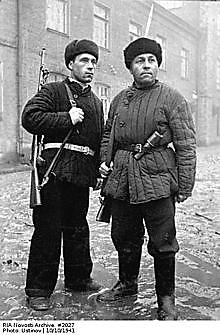 RIA Novosti Archive, #2027
Photo: Ustinov | 10/10/1941